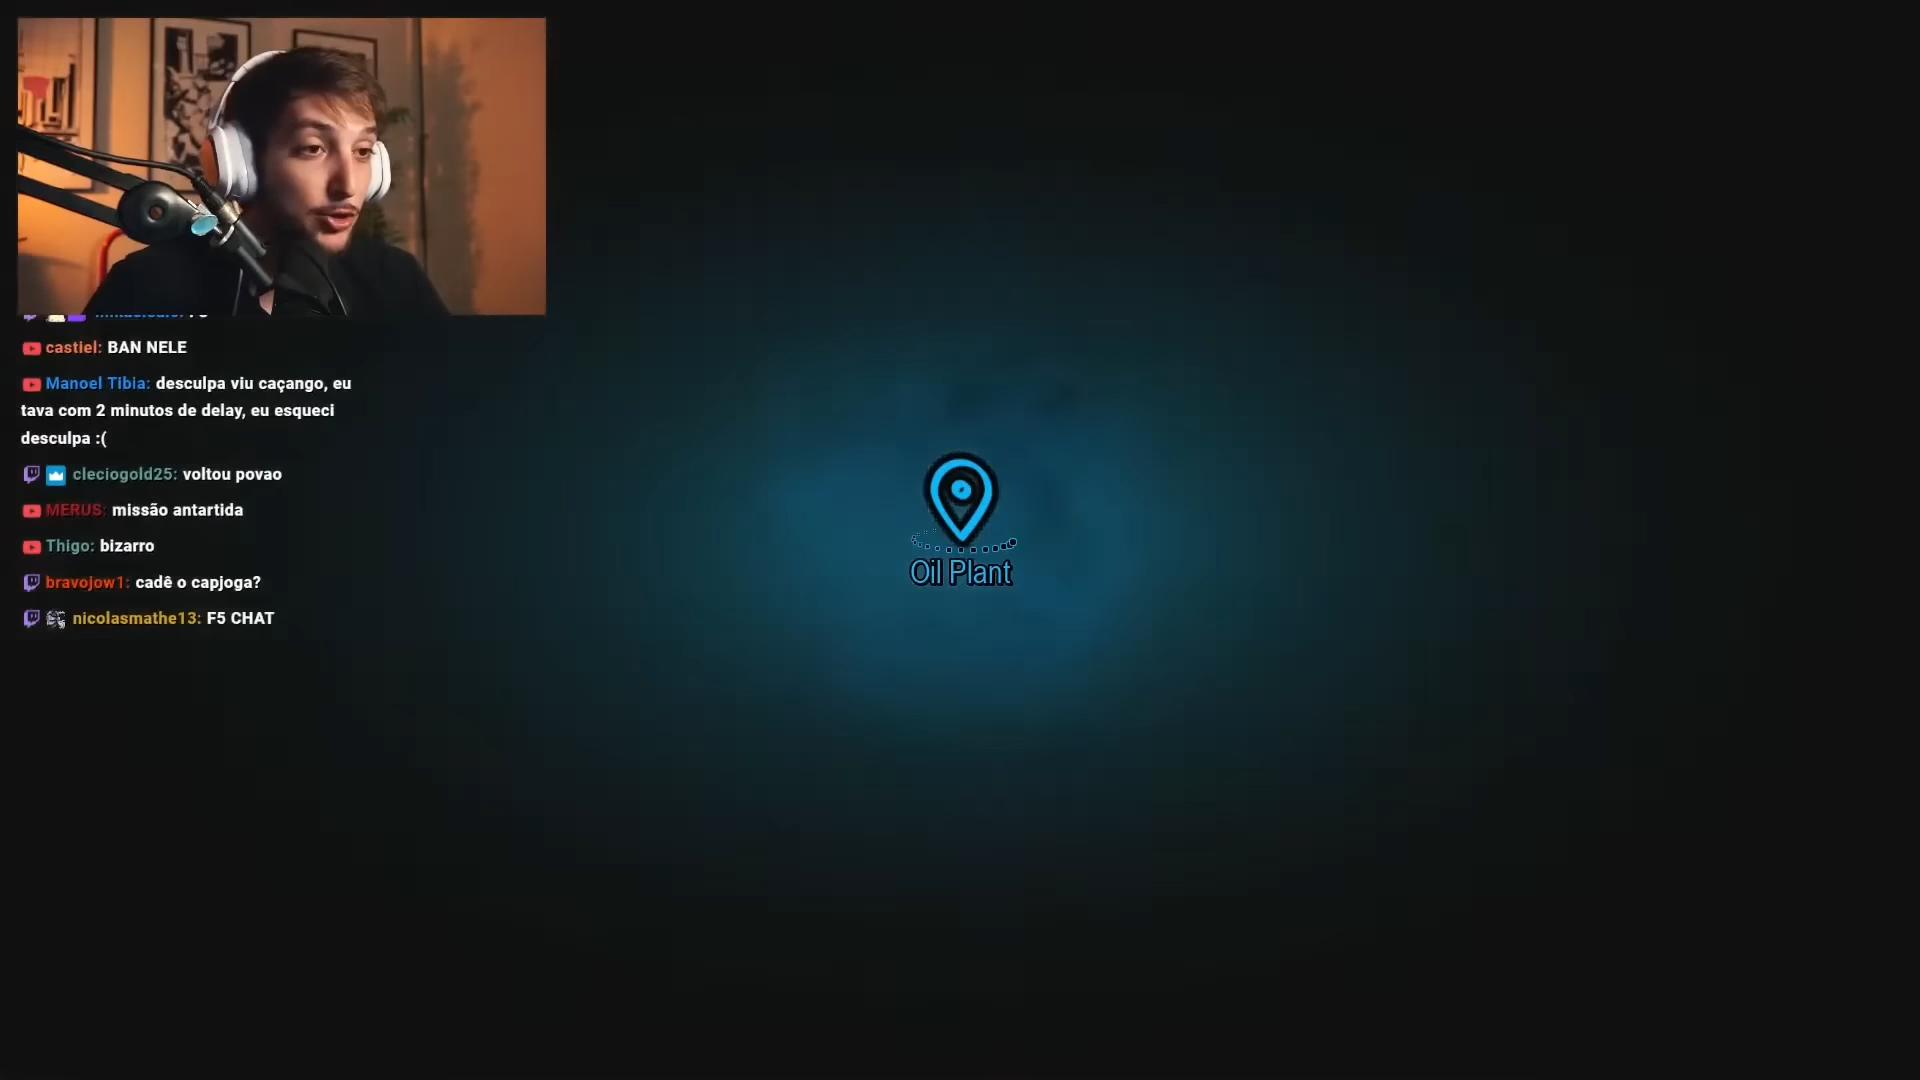 castiel: BAN NELE
Manoel Tibia: desculpa viu caçango, eu
tava com 2 minutos de delay, eu esqueci
desculpa :(
cleciogold25: voltou povao
MERUS: missão antartida
Thigo: bizarro
bravojow1: cadê o capjoga?
nicolasmathe13: F5 CHAT
Oil Plant